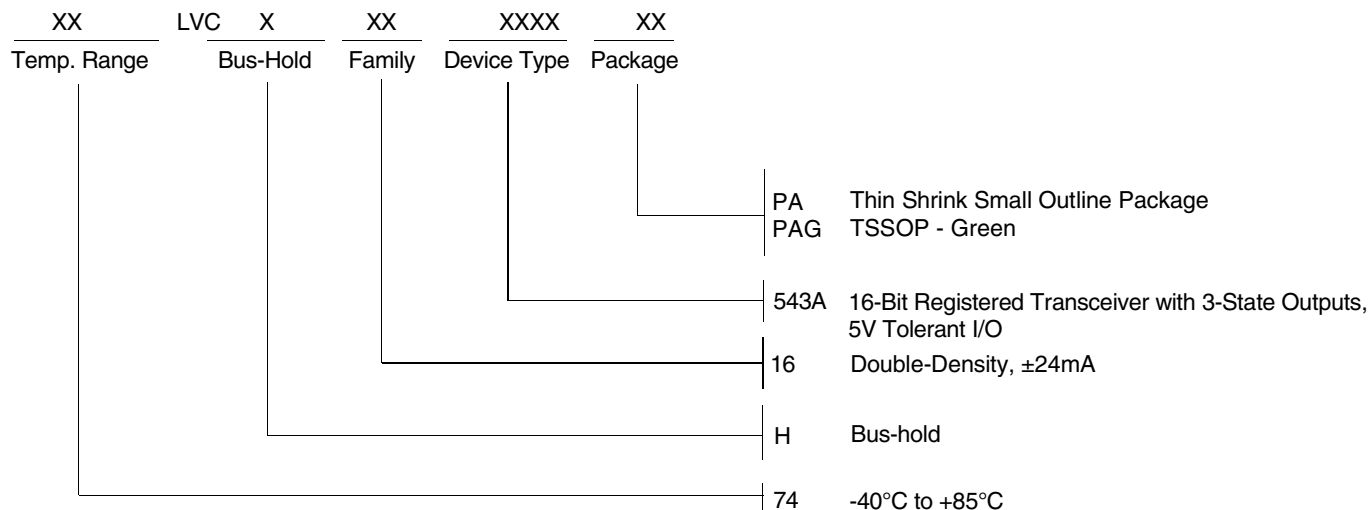 XX LVC X XX XXXX XX
Temp. Range Bus-Hold Family Device Type Package
PA Thin Shrink Small Outline Package
PAG TSSOP - Green
543A 16-Bit Registered Transceiver with 3-State Outputs,
5V Tolerant I/O
16 Double-Density, ±24mA
H Bus-hold
74 -40°C to +85°C